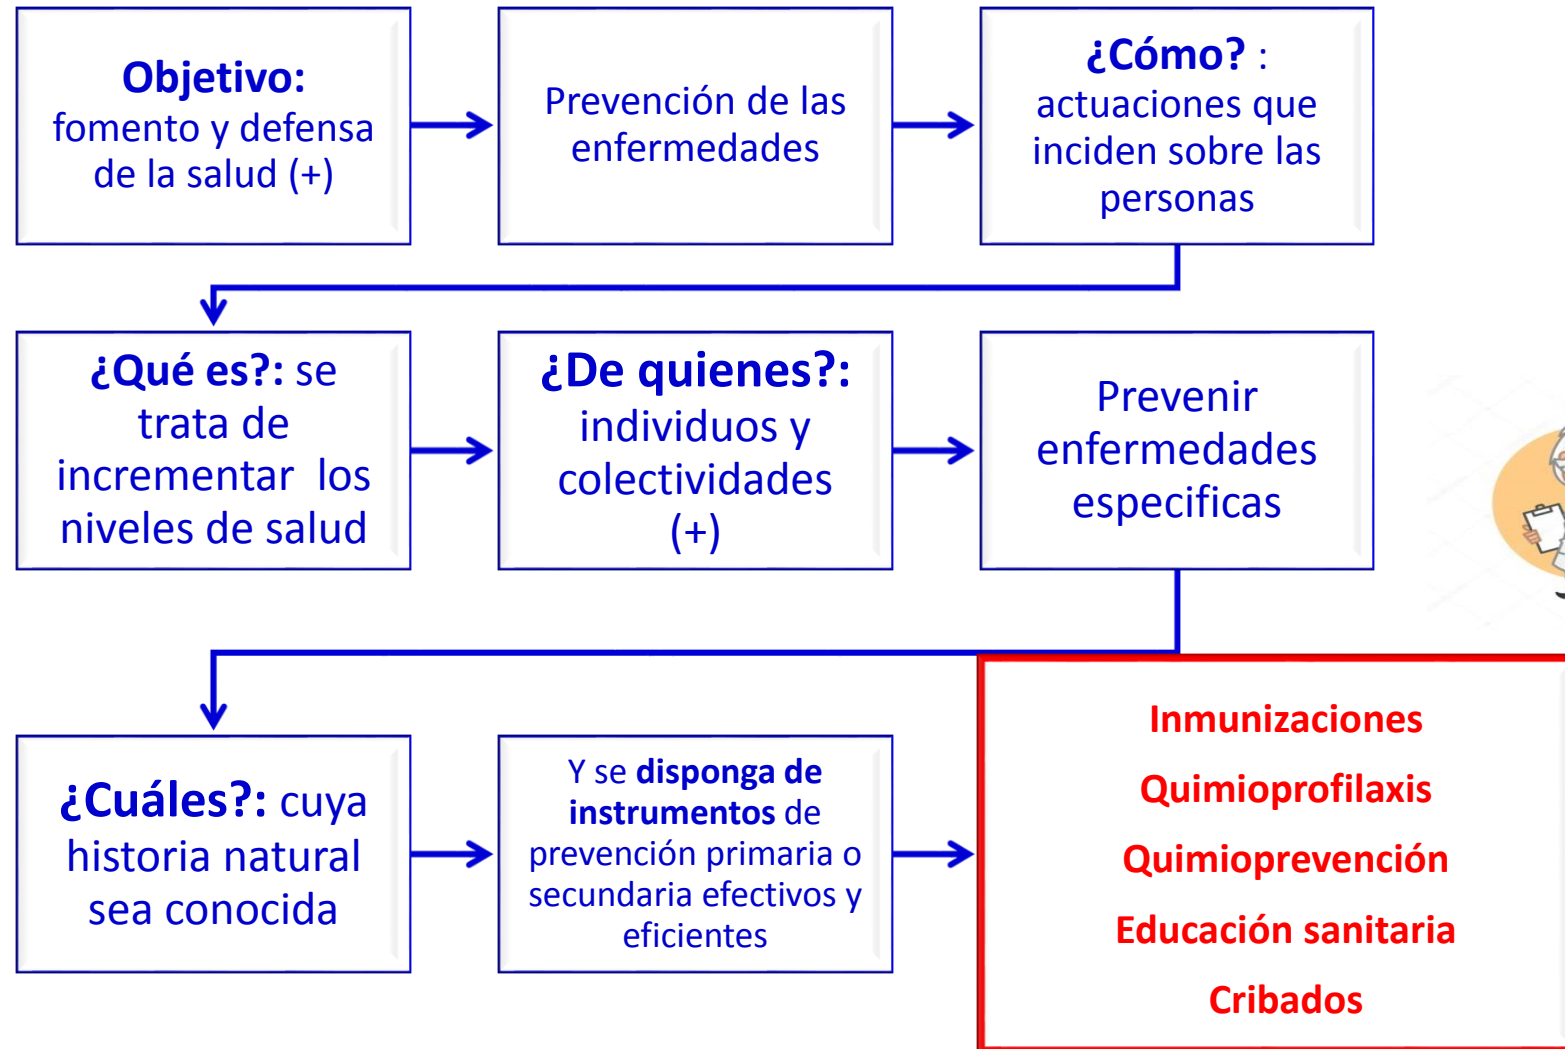 Objetivo:
fomento y defensa
de la salud (+)
Prevención de las
enfermedades
¿Cómo? :
actuaciones que
inciden sobre las
personas
¿Qué es?: se
trata de
incrementar los
niveles de salud
¿De quienes?:
individuos y
colectividades
(+)
Prevenir
enfermedades
especificas
¿Cuáles?: cuya
historia natural
sea conocida
Y se disponga de
instrumentos de
prevención primaria o
secundaria efectivos y
eficientes
Inmunizaciones
Quimioprofilaxis
Quimioprevención
Educación sanitaria
Cribados